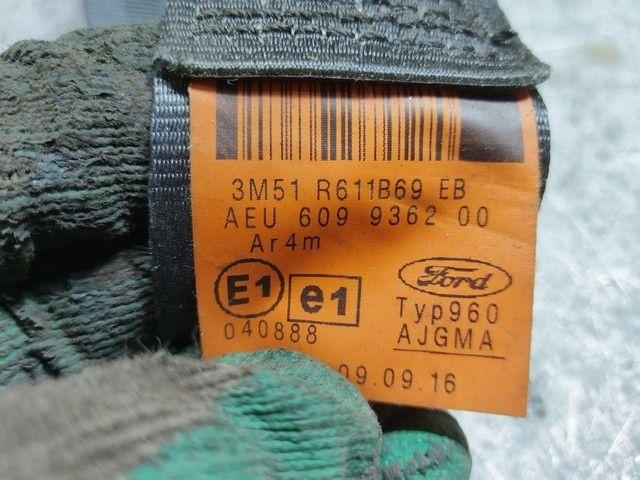 3M51 R611B69 EB
AEU 609 9362 00
Ar4m
E1 e1 Ford
040888 Typ960
AJGMA
09.09.16